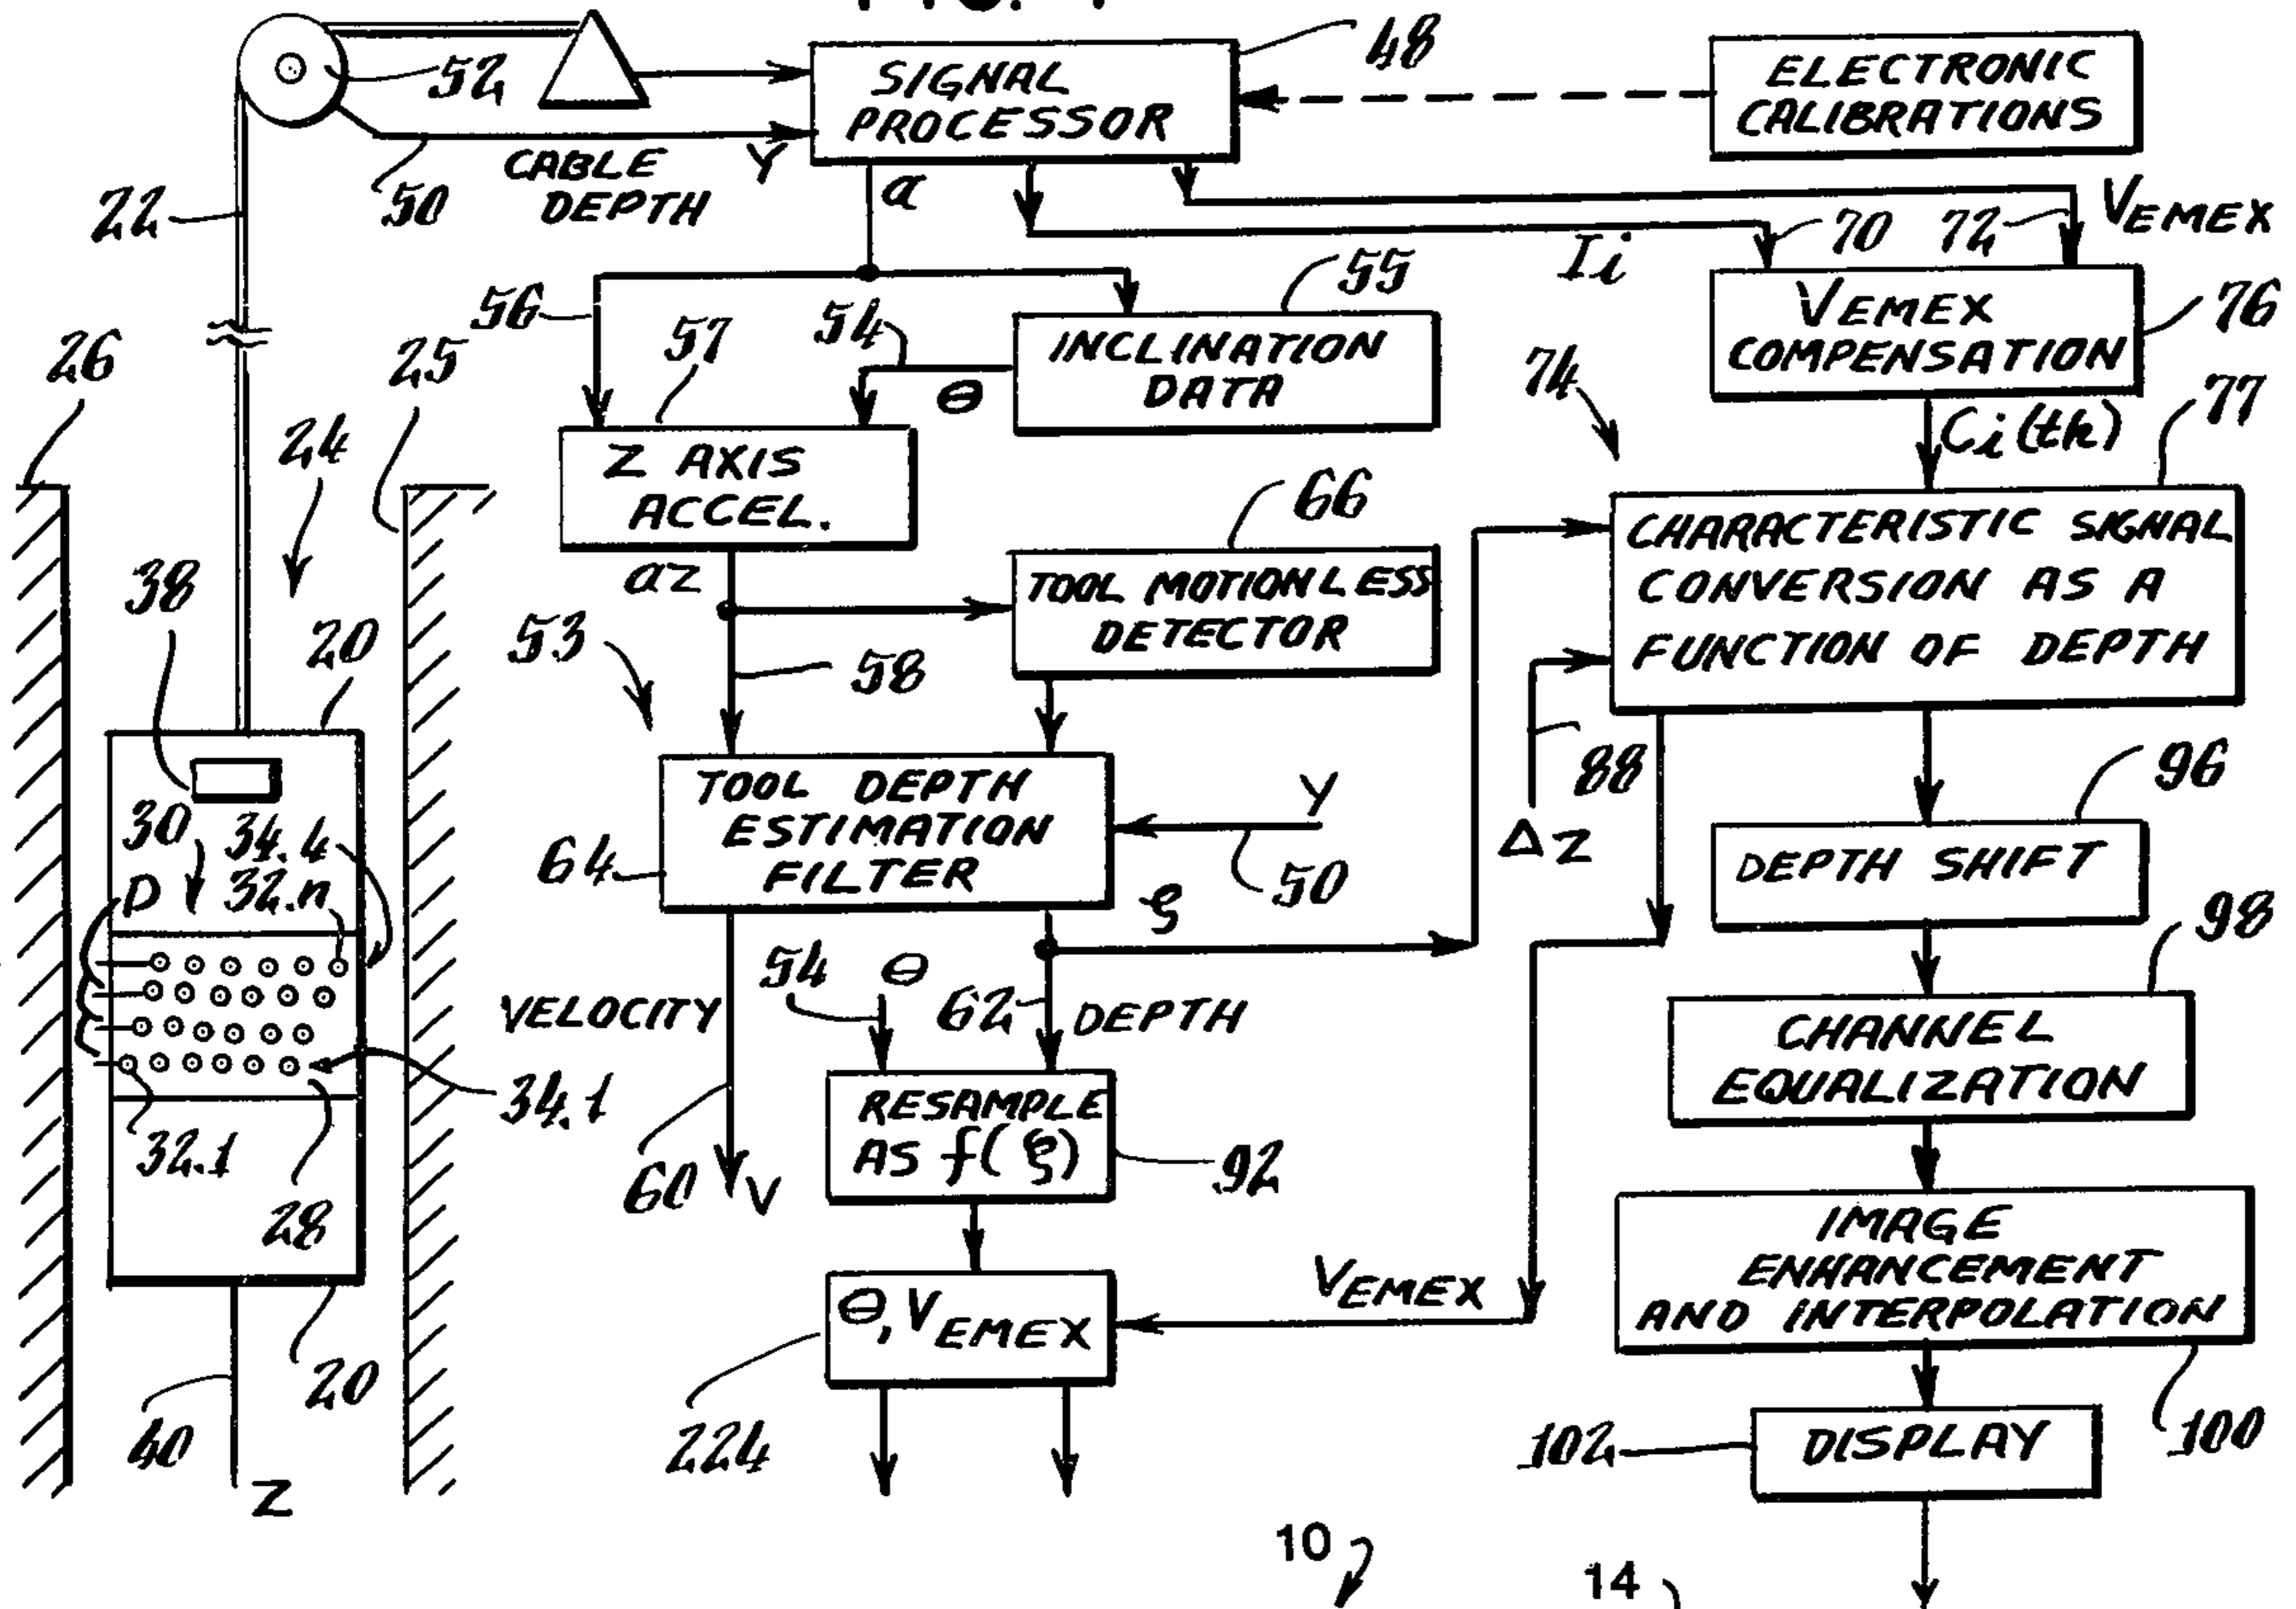 52
SIGNAL
PROCESSOR
48
ELECTRONIC
CALIBRATIONS
50
CABLE
DEPTH
Y
a
22
Ii
70
72
VEMEX
56
54
55
57
θ
INCLINATION
DATA
VEMEX
COMPENSATION
76
26
25
24
74
77
Ci(tk)
Z AXIS
ACCEL.
66
CHARACTERISTIC SIGNAL
CONVERSION AS A
FUNCTION OF DEPTH
az
TOOL MOTIONLESS
DETECTOR
38
20
53
58
88
96
30
34.4
D
32.n
64
TOOL DEPTH
ESTIMATION
FILTER
Y
50
ΔZ
DEPTH SHIFT
98
ξ
54
θ
VELOCITY
62
DEPTH
CHANNEL
EQUALIZATION
34.1
32.1
28
60
V
RESAMPLE
AS f(ξ)
92
IMAGE
ENHANCEMENT
AND INTERPOLATION
θ, VEMEX
VEMEX
20
40
Z
224
102
DISPLAY
100
10
14